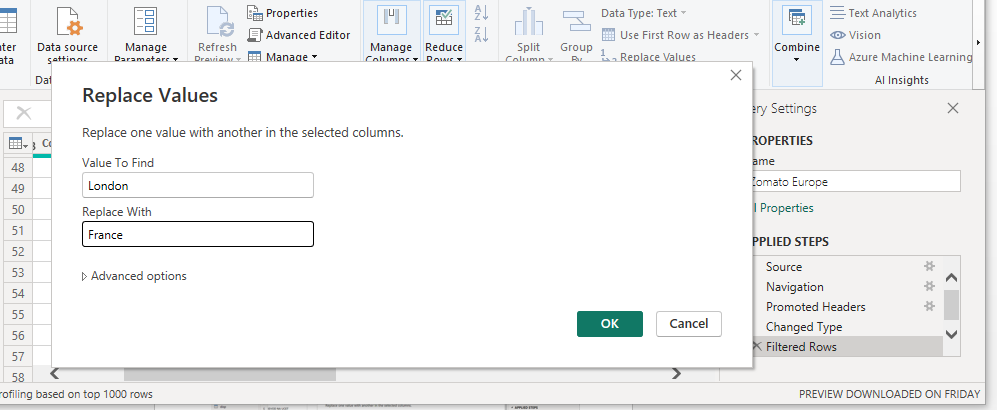 Properties
Data Type: Text
Text Analytics
Data source settings
Manage Parameters
Refresh Preview
Advanced Editor
Manage
Manage Columns
Reduce Rows
Split Column
Group By
Use First Row as Headers
Replace Values
Combine
Vision
Azure Machine Learning
AI Insights
Replace Values
Replace one value with another in the selected columns.
Value To Find
London
Replace With
France
Advanced options
OK
Cancel
ery Settings
ROPERTIES
ame
Zomato Europe
l Properties
PPLIED STEPS
Source
Navigation
Promoted Headers
Changed Type
Filtered Rows
48
49
50
51
52
53
54
55
56
57
58
rofiling based on top 1000 rows
PREVIEW DOWNLOADED ON FRIDAY